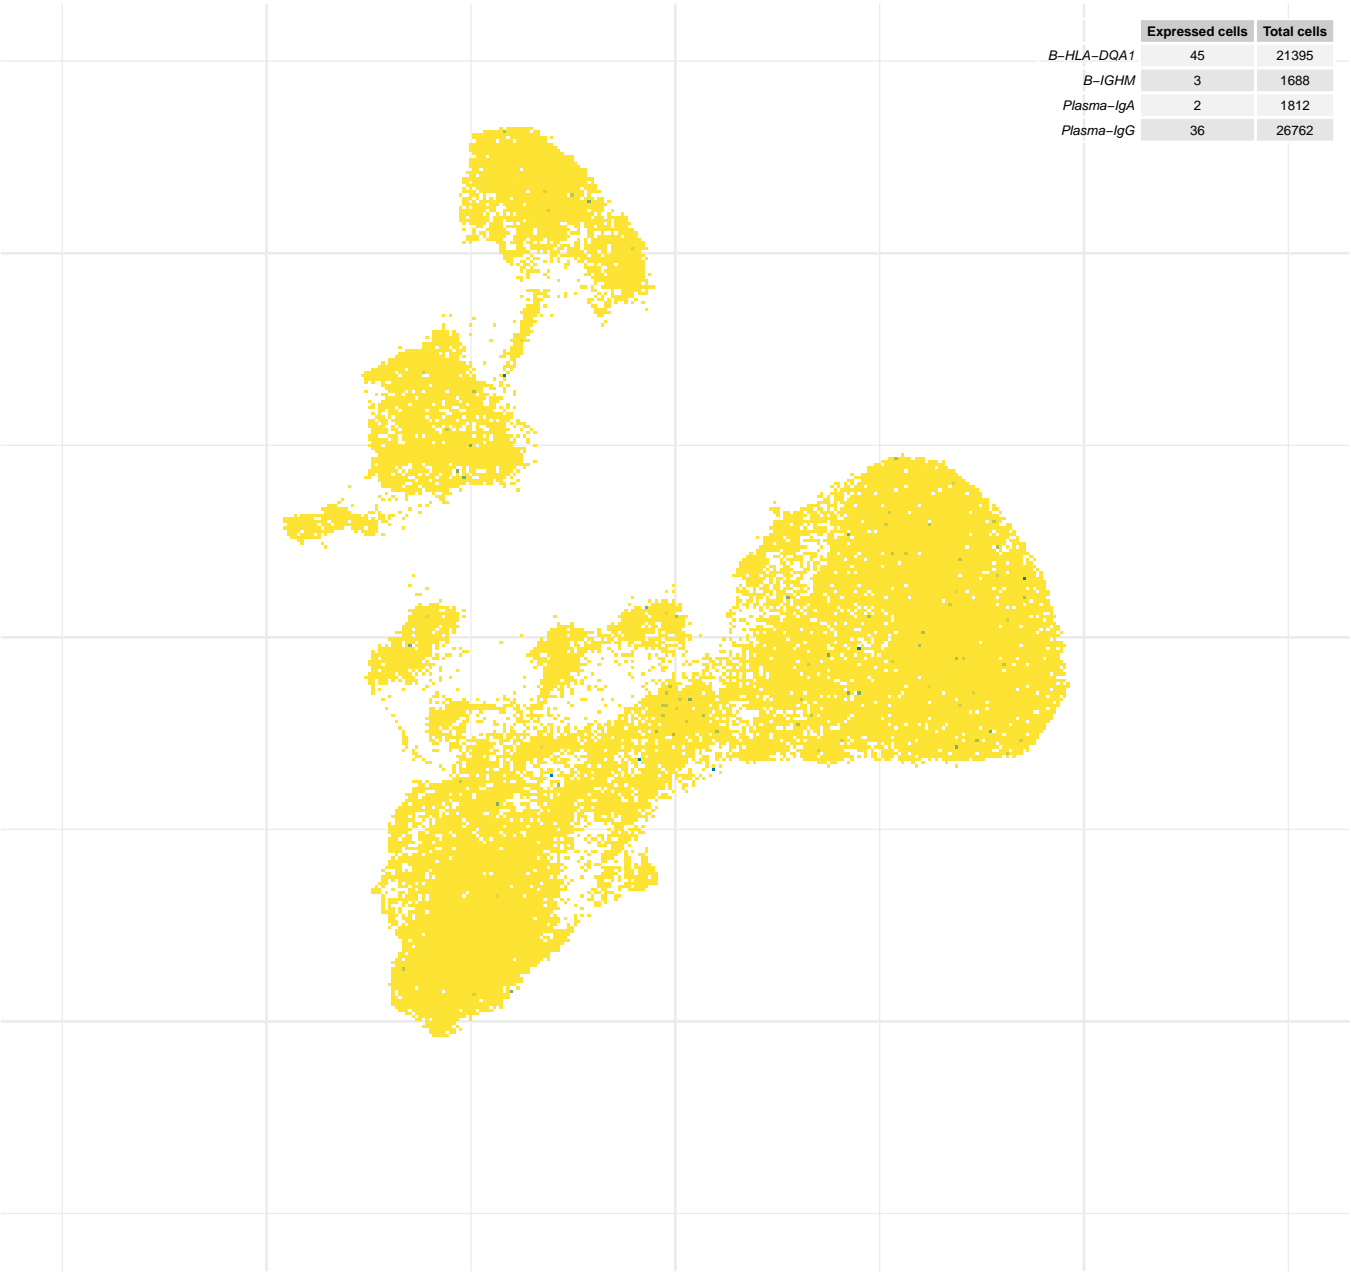 Expressed cells Total cells
B−HLA−DQA1 45 21395
B−IGHM 3 1688
Plasma−IgA 2 1812
Plasma−IgG 36 26762